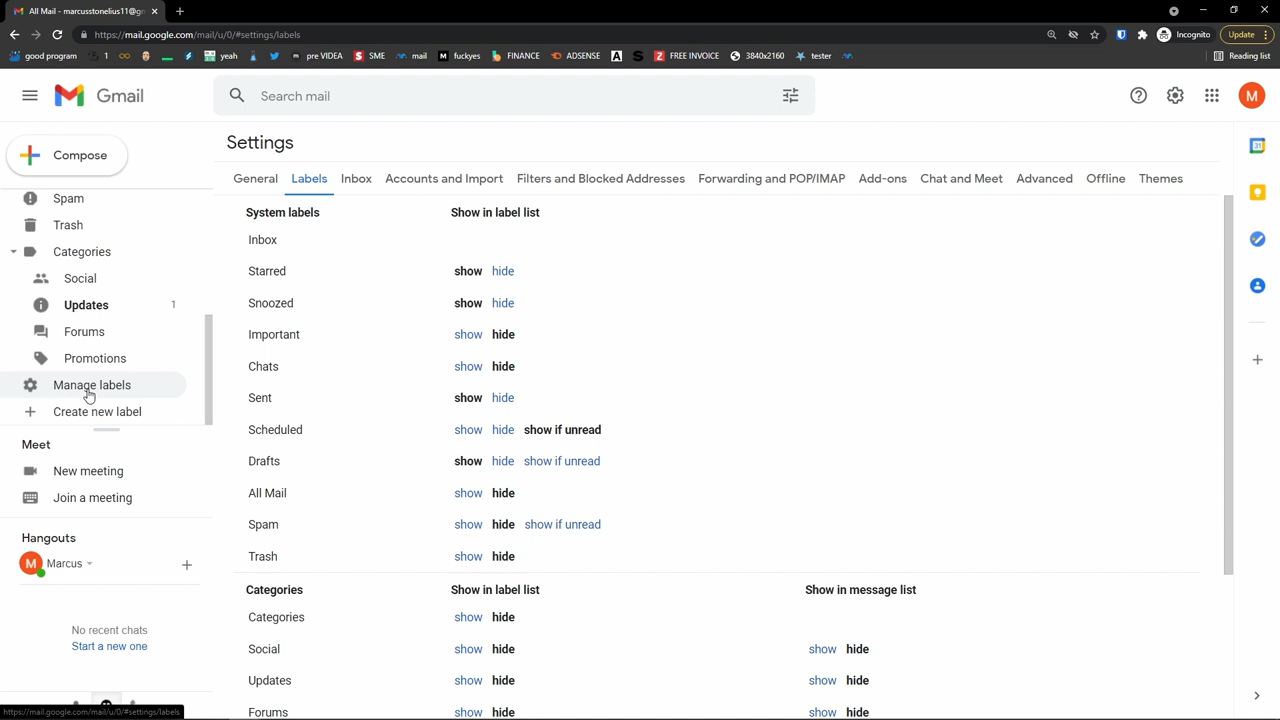 All Mail - marcusstonelius11@gm
https://mail.google.com/mail/u/0/#settings/labels
Incognito
Update
good program
1
yeah
pre VIDEA
SME
mail
fuckyes
FINANCE
ADSENSE
FREE INVOICE
3840x2160
tester
Reading list
Gmail
Search mail
M
Compose
Spam
Trash
Categories
Social
Updates 1
Forums
Promotions
Manage labels
Create new label
Meet
New meeting
Join a meeting
Hangouts
M Marcus
No recent chats
Start a new one
https://mail.google.com/mail/u/0/#settings/labels
Settings
General Labels Inbox Accounts and Import Filters and Blocked Addresses Forwarding and POP/IMAP Add-ons Chat and Meet Advanced Offline Themes
System labels Show in label list
Inbox
Starred show hide
Snoozed show hide
Important show hide
Chats show hide
Sent show hide
Scheduled show hide show if unread
Drafts show hide show if unread
All Mail show hide
Spam show hide show if unread
Trash show hide
Categories Show in label list Show in message list
Categories show hide
Social show hide show hide
Updates show hide show hide
Forums show hide show hide
31